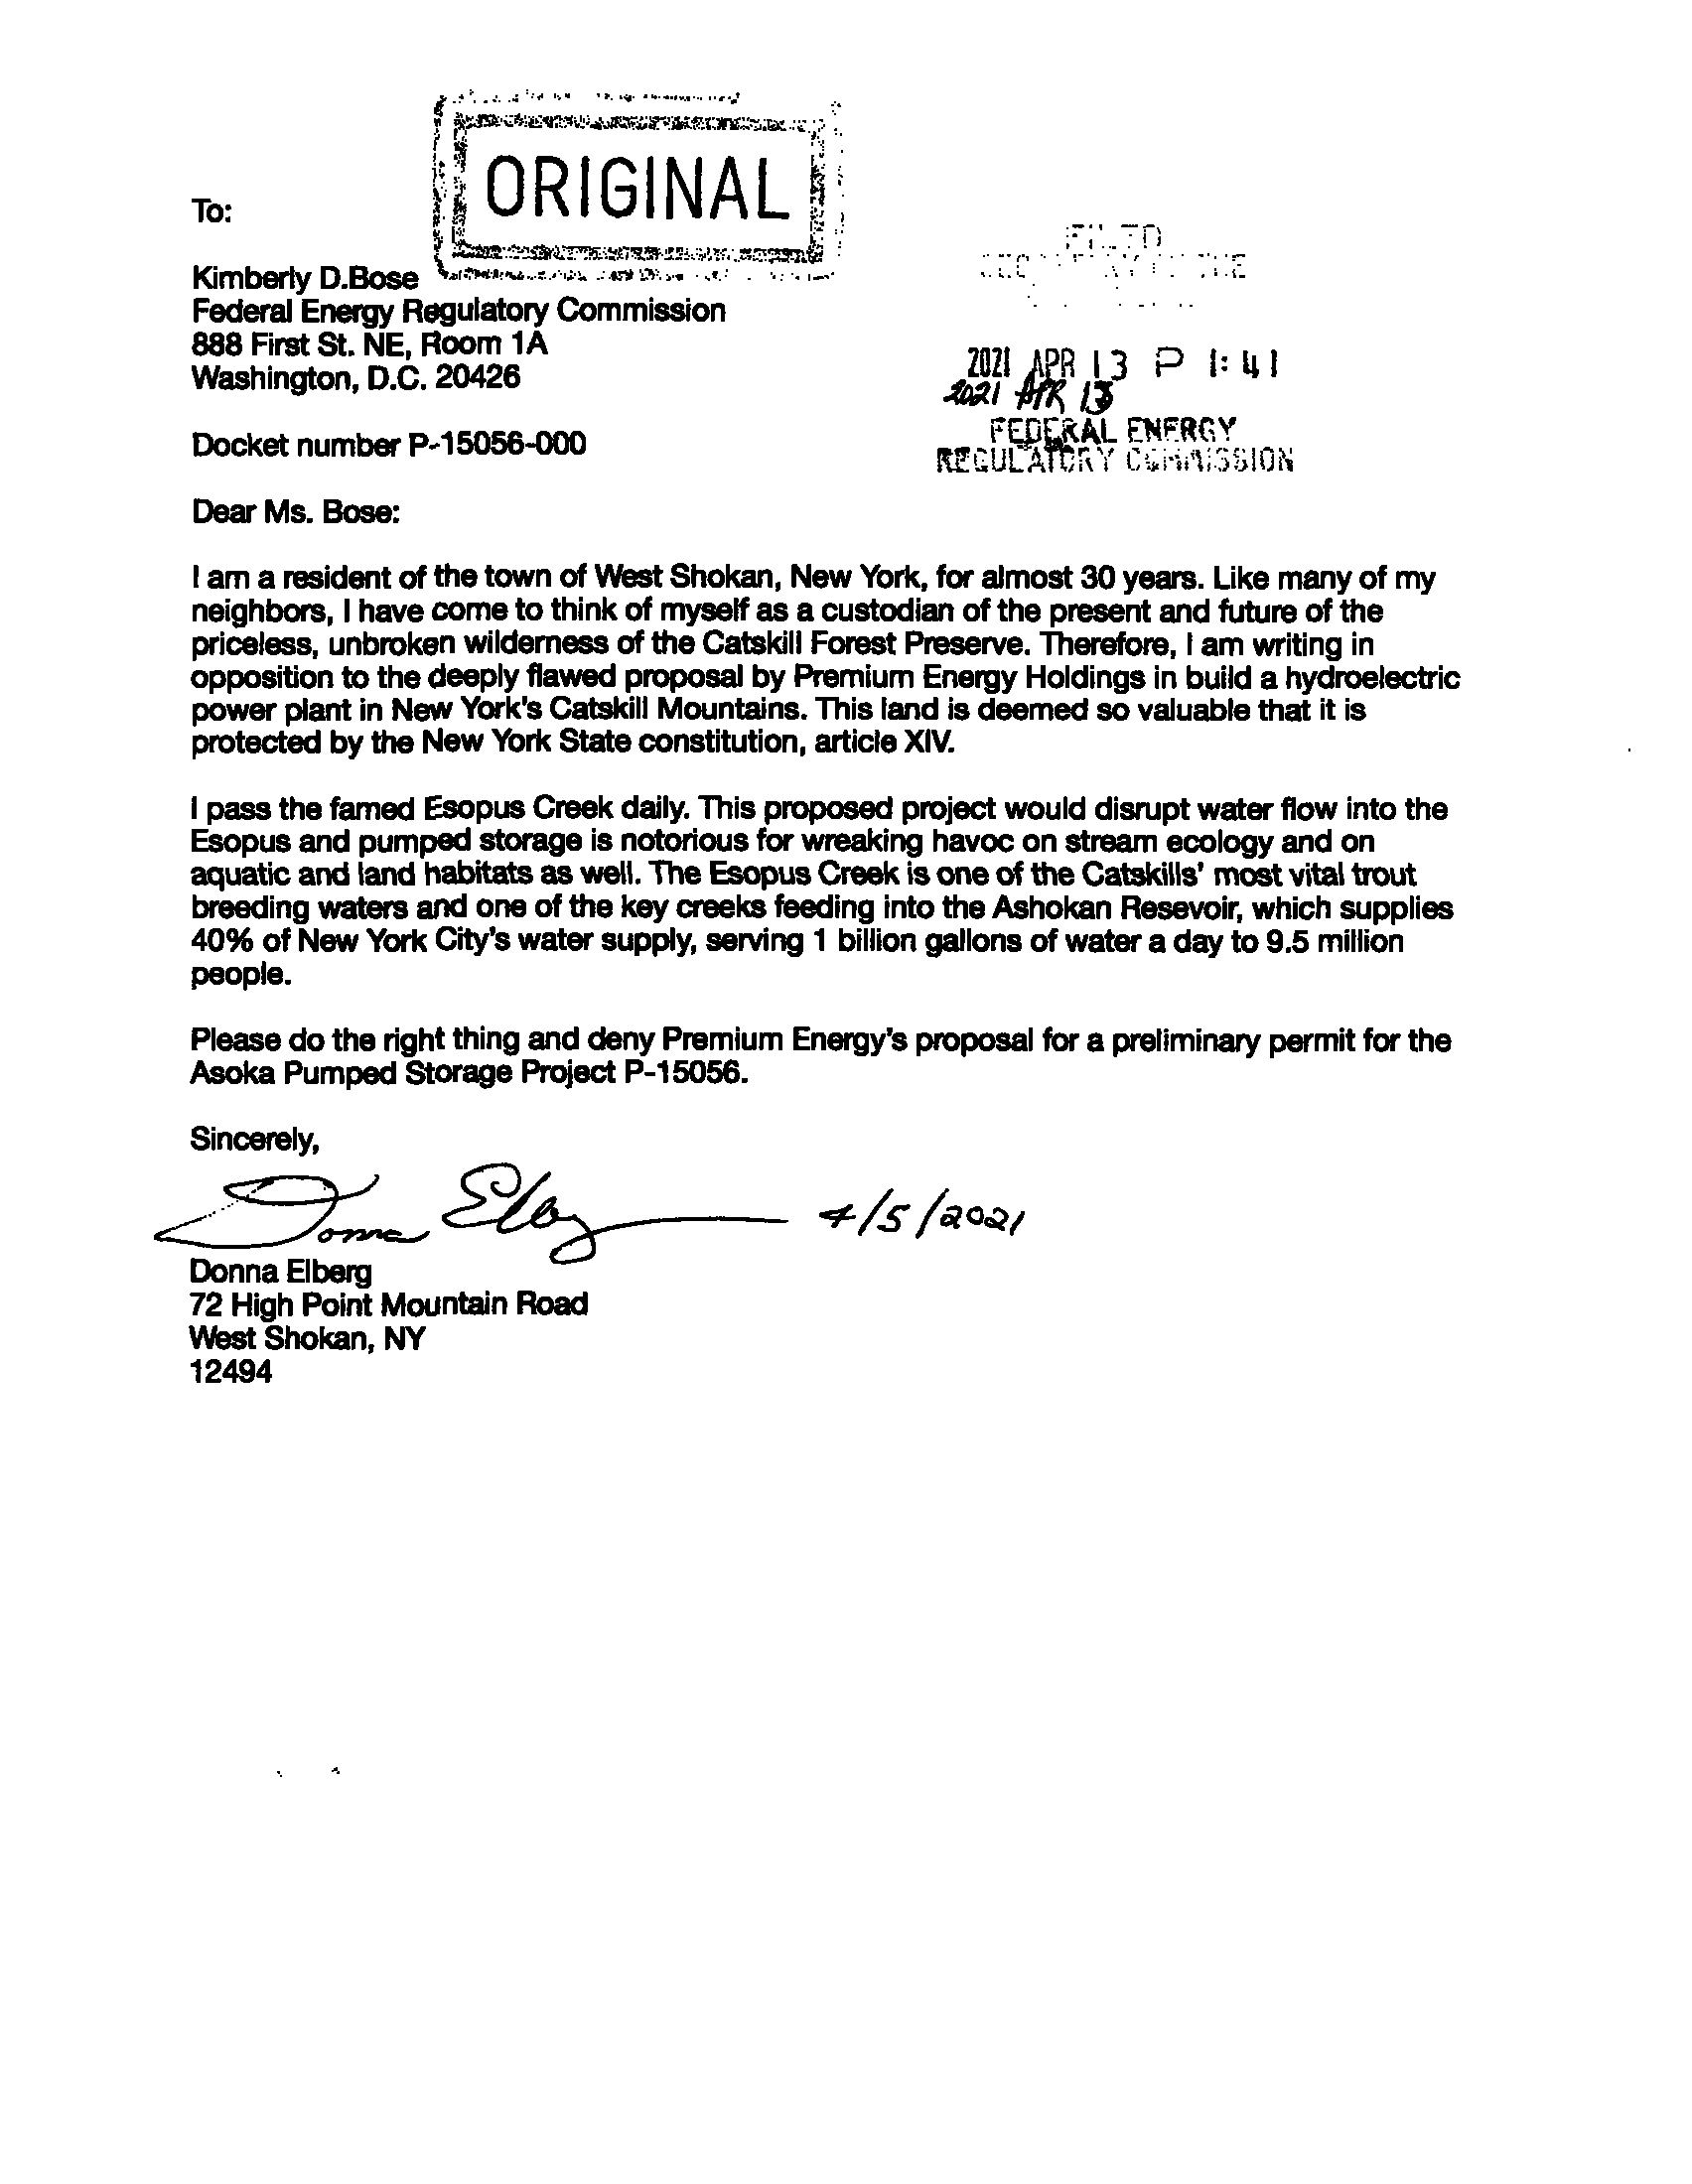 ORIGINAL
To:
Kimberly D.Bose
Federal Energy Regulatory Commission
888 First St. NE, Room 1A
Washington, D.C. 20426
2021 APR 13 P 1:41
2021 APR 13
FEDERAL ENERGY
REGULATORY COMMISSION
Docket number P-15056-000
Dear Ms. Bose:
I am a resident of the town of West Shokan, New York, for almost 30 years. Like many of my
neighbors, I have come to think of myself as a custodian of the present and future of the
priceless, unbroken wilderness of the Catskill Forest Preserve. Therefore, I am writing in
opposition to the deeply flawed proposal by Premium Energy Holdings in build a hydroelectric
power plant in New York's Catskill Mountains. This land is deemed so valuable that it is
protected by the New York State constitution, article XIV.
I pass the famed Esopus Creek daily. This proposed project would disrupt water flow into the
Esopus and pumped storage is notorious for wreaking havoc on stream ecology and on
aquatic and land habitats as well. The Esopus Creek is one of the Catskills' most vital trout
breeding waters and one of the key creeks feeding into the Ashokan Resevoir, which supplies
40% of New York City's water supply, serving 1 billion gallons of water a day to 9.5 million
people.
Please do the right thing and deny Premium Energy's proposal for a preliminary permit for the
Asoka Pumped Storage Project P-15056.
Sincerely,
Donna Elberg 4/5/2021
Donna Elberg
72 High Point Mountain Road
West Shokan, NY
12494